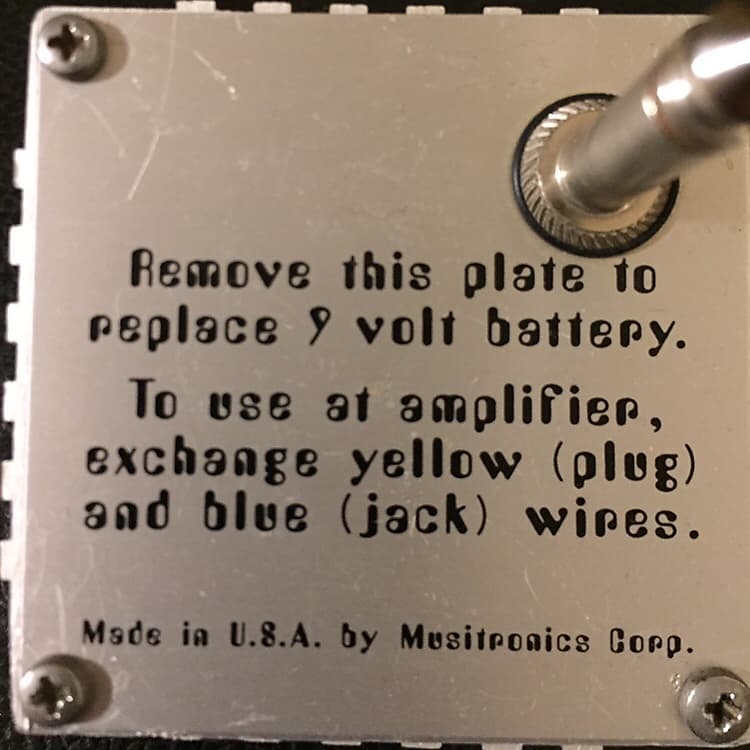 Remove this plate to
replace 9 volt battery.
To use at amplifier,
exchange yellow (plug)
and blue (jack) wires.
Made in U.S.A. by Musitronics Corp.